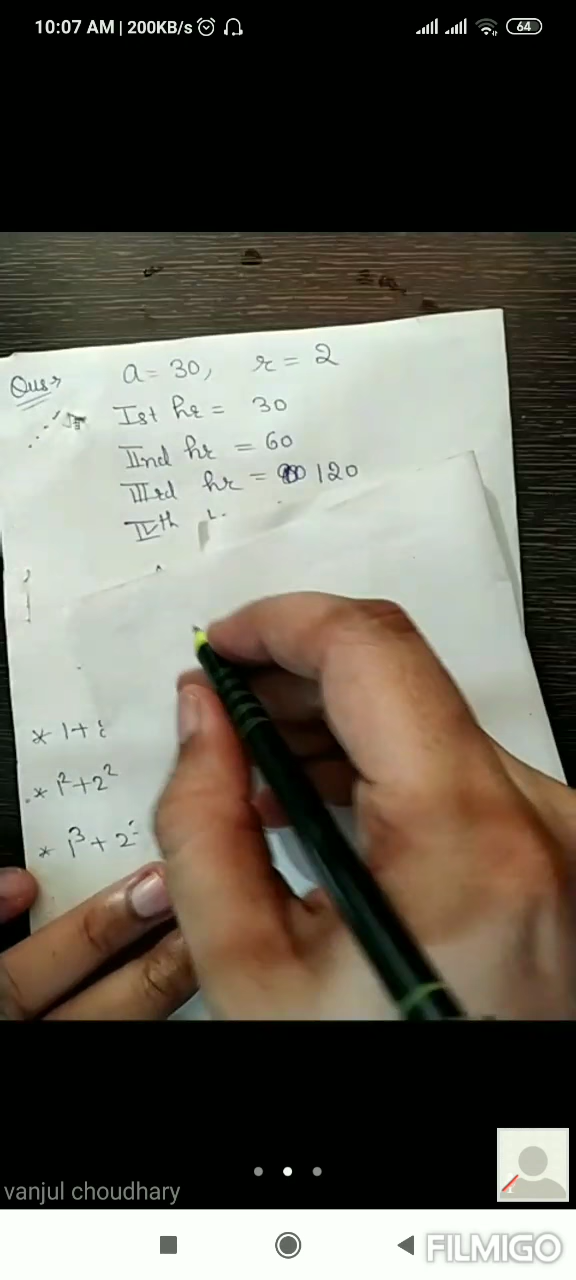 10:07 AM | 200KB/s
64
Ques→ a = 30, r = 2
Ist hr = 30
IInd hr = 60
IIIrd hr = 120
IVth
* 1+
* 1²+2²
* 1³ + 2
vanjul choudhary
FILMIGO